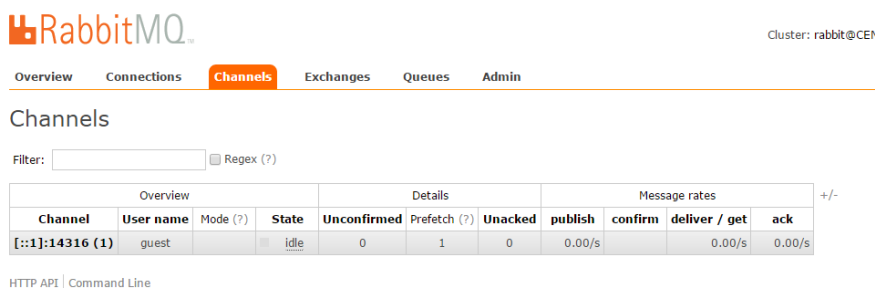 RabbitMQ™
Cluster: rabbit@CEN
Overview Connections Channels Exchanges Queues Admin
Channels
Filter: Regex (?)
Overview Details Message rates +/-
Channel User name Mode (?) State Unconfirmed Prefetch (?) Unacked publish confirm deliver / get ack
[::1]:14316 (1) guest idle 0 1 0 0.00/s 0.00/s 0.00/s
HTTP API Command Line